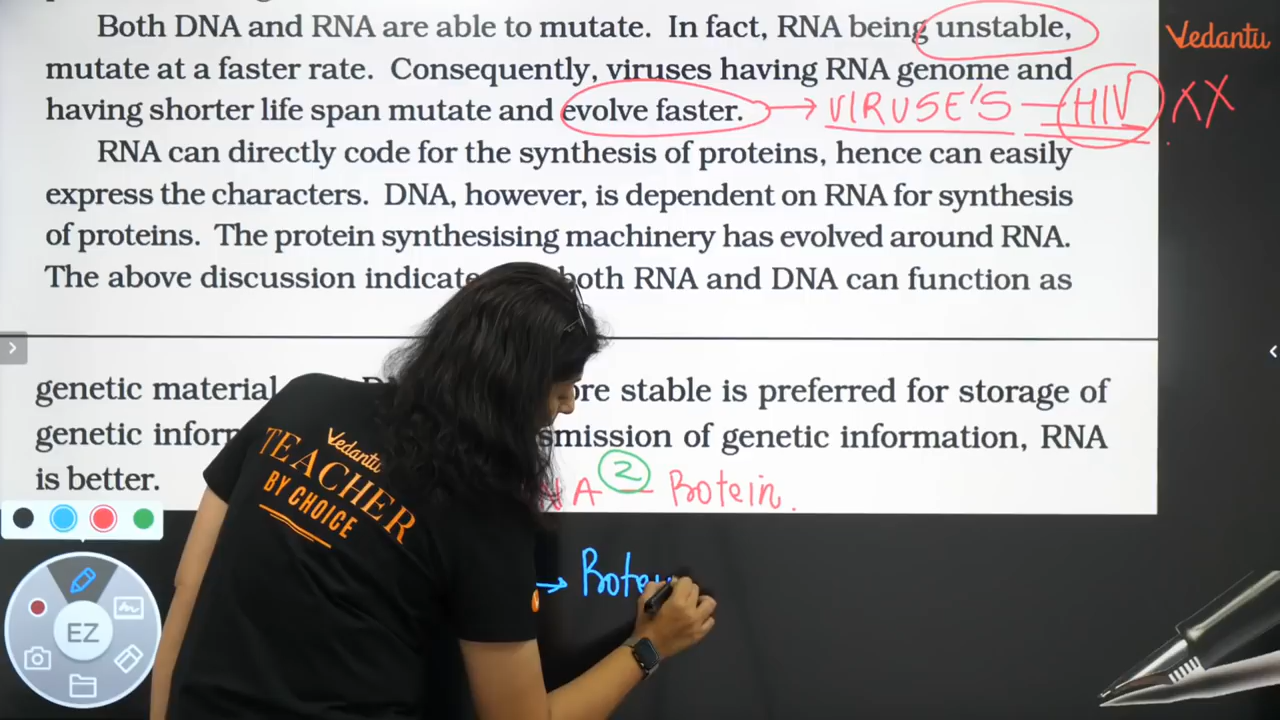 Both DNA and RNA are able to mutate. In fact, RNA being unstable,
Vedantu
mutate at a faster rate. Consequently, viruses having RNA genome and
having shorter life span mutate and evolve faster. → VIRUSE'S — HIV XX
RNA can directly code for the synthesis of proteins, hence can easily
express the characters. DNA, however, is dependent on RNA for synthesis
of proteins. The protein synthesising machinery has evolved around RNA.
The above discussion both RNA and DNA can function as
genetic material stable is preferred for storage of
genetic of genetic information, RNA
is better.
2
Protein.
→
Vedantu
TEACHER
BY CHOICE
EZ